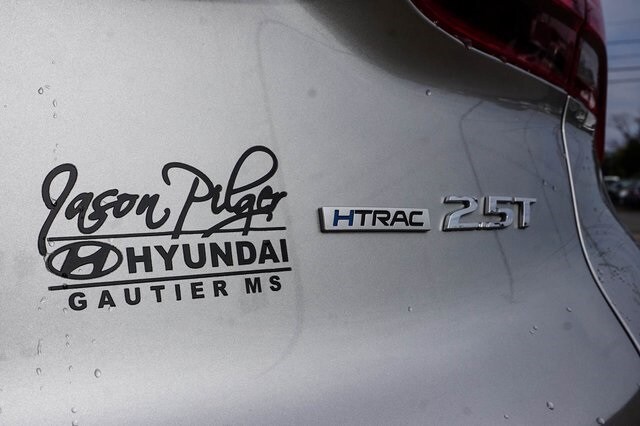 Jason Pilger
HYUNDAI
GAUTIER MS
HTRAC
2.5T